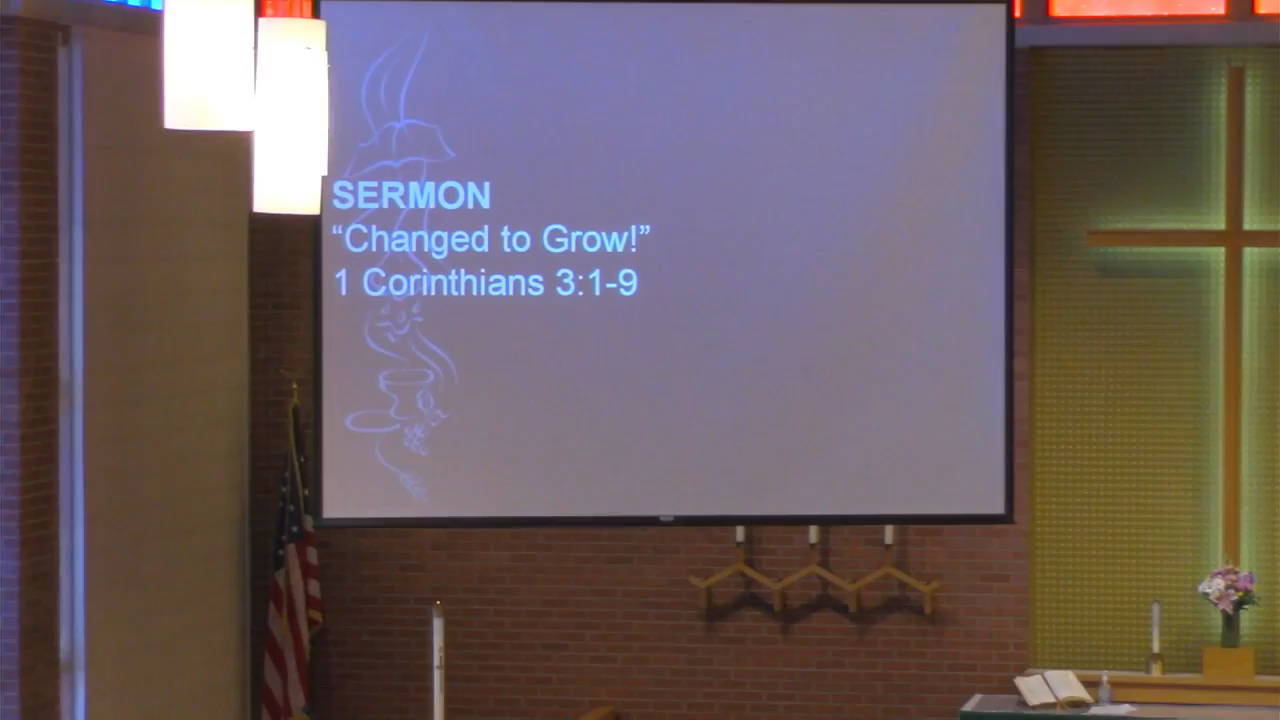 SERMON
“Changed to Grow!”
1 Corinthians 3:1-9